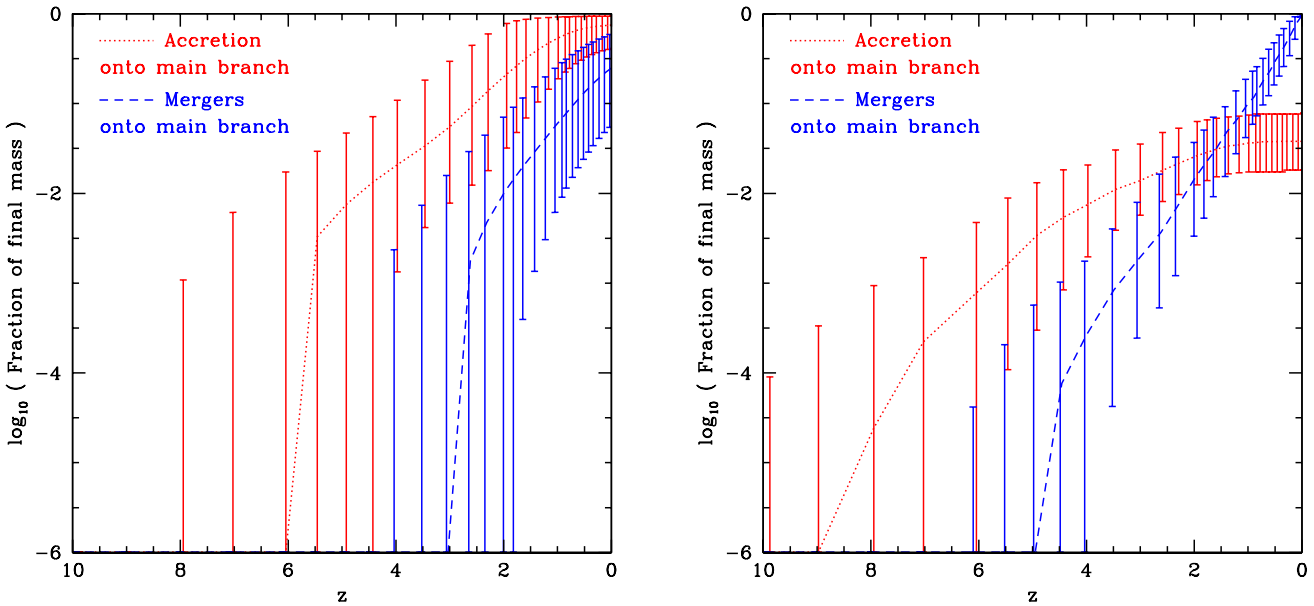 0
-2
-4
-6
10
8
6
4
2
0
z
log10 ( Fraction of final mass )
Accretion
onto main branch
Mergers
onto main branch
0
-2
-4
-6
10
8
6
4
2
0
z
log10 ( Fraction of final mass )
Accretion
onto main branch
Mergers
onto main branch